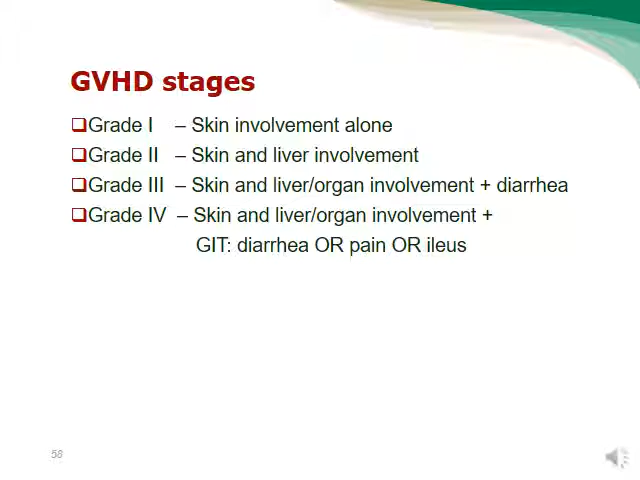 GVHD stages
❑Grade I – Skin involvement alone
❑Grade II – Skin and liver involvement
❑Grade III – Skin and liver/organ involvement + diarrhea
❑Grade IV – Skin and liver/organ involvement +
GIT: diarrhea OR pain OR ileus
58